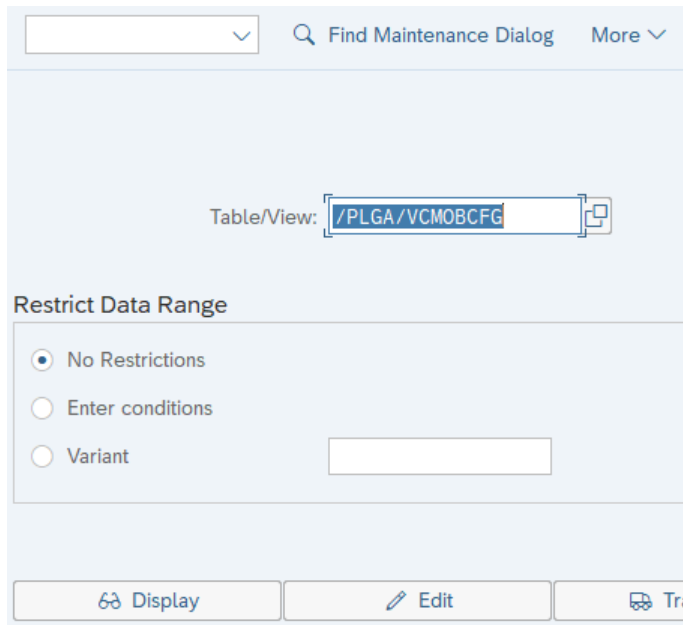 Find Maintenance Dialog More
Table/View: /PLGA/VCMOBCFG
Restrict Data Range
No Restrictions
Enter conditions
Variant
Display Edit